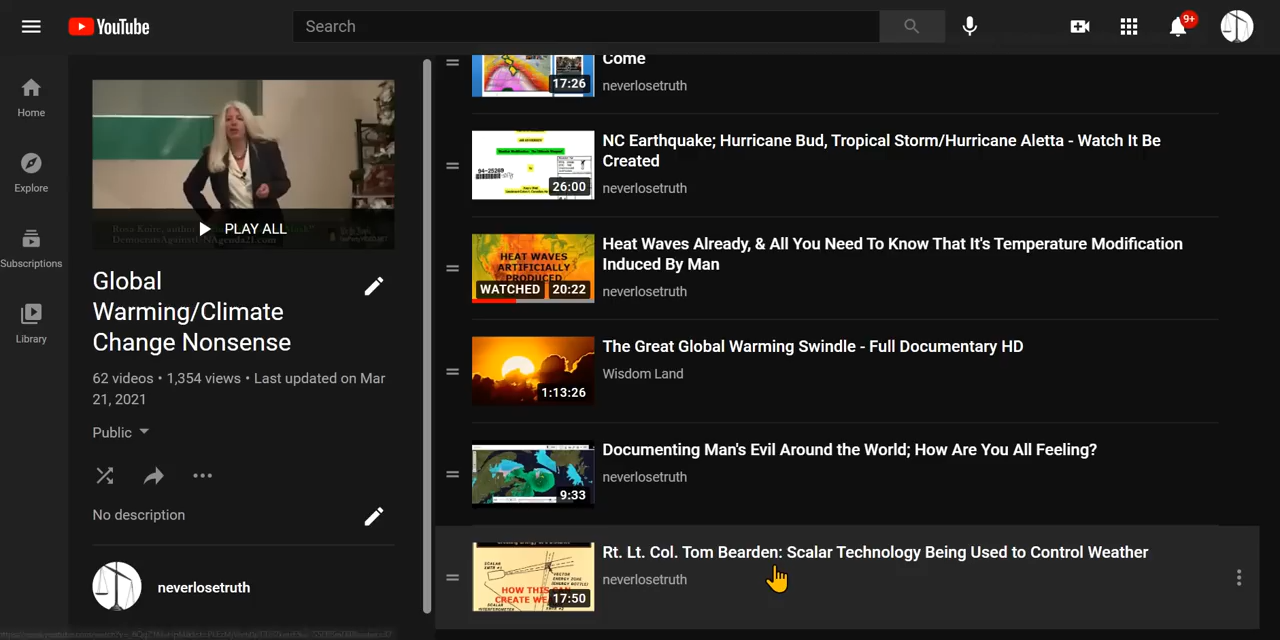 YouTube
Search
9+
Home
Explore
Subscriptions
Library
PLAY ALL
Global
Warming/Climate
Change Nonsense
62 videos • 1,354 views • Last updated on Mar
21, 2021
Public
No description
neverlosetruth
17:26
Come
neverlosetruth
26:00
NC Earthquake; Hurricane Bud, Tropical Storm/Hurricane Aletta - Watch It Be
Created
neverlosetruth
HEAT WAVES
ARTIFICIALLY
PRODUCED
WATCHED
20:22
Heat Waves Already, & All You Need To Know That It's Temperature Modification
Induced By Man
neverlosetruth
1:13:26
The Great Global Warming Swindle - Full Documentary HD
Wisdom Land
9:33
Documenting Man's Evil Around the World; How Are You All Feeling?
neverlosetruth
HOW THIS CAN
CREATE WE
17:50
Rt. Lt. Col. Tom Bearden: Scalar Technology Being Used to Control Weather
neverlosetruth